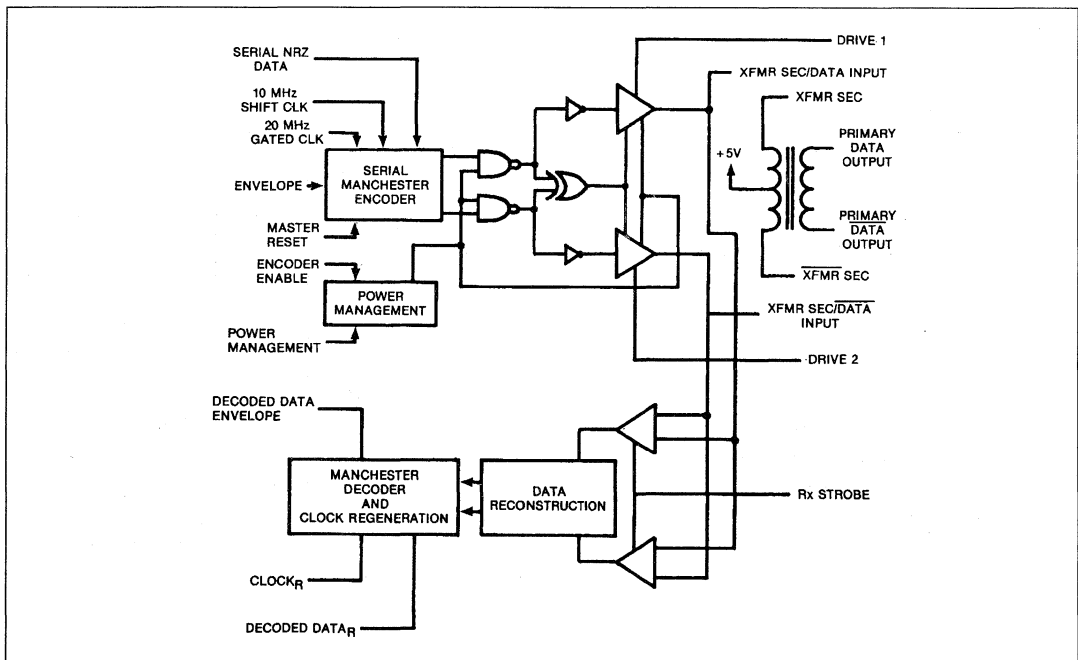 DRIVE 1
SERIAL NRZ
DATA
XFMR SEC/DATA INPUT
10 MHz
SHIFT CLK
XFMR SEC
20 MHz
GATED CLK
+5V
PRIMARY
DATA
OUTPUT
SERIAL
MANCHESTER
ENCODER
ENVELOPE
PRIMARY
DATA
OUTPUT
MASTER
RESET
XFMR SEC
ENCODER
ENABLE
POWER
MANAGEMENT
XFMR SEC/DATA
INPUT
POWER
MANAGEMENT
DRIVE 2
DECODED DATA
ENVELOPE
MANCHESTER
DECODER
AND
CLOCK REGENERATION
DATA
RECONSTRUCTION
Rx STROBE
CLOCKR
DECODED DATAR